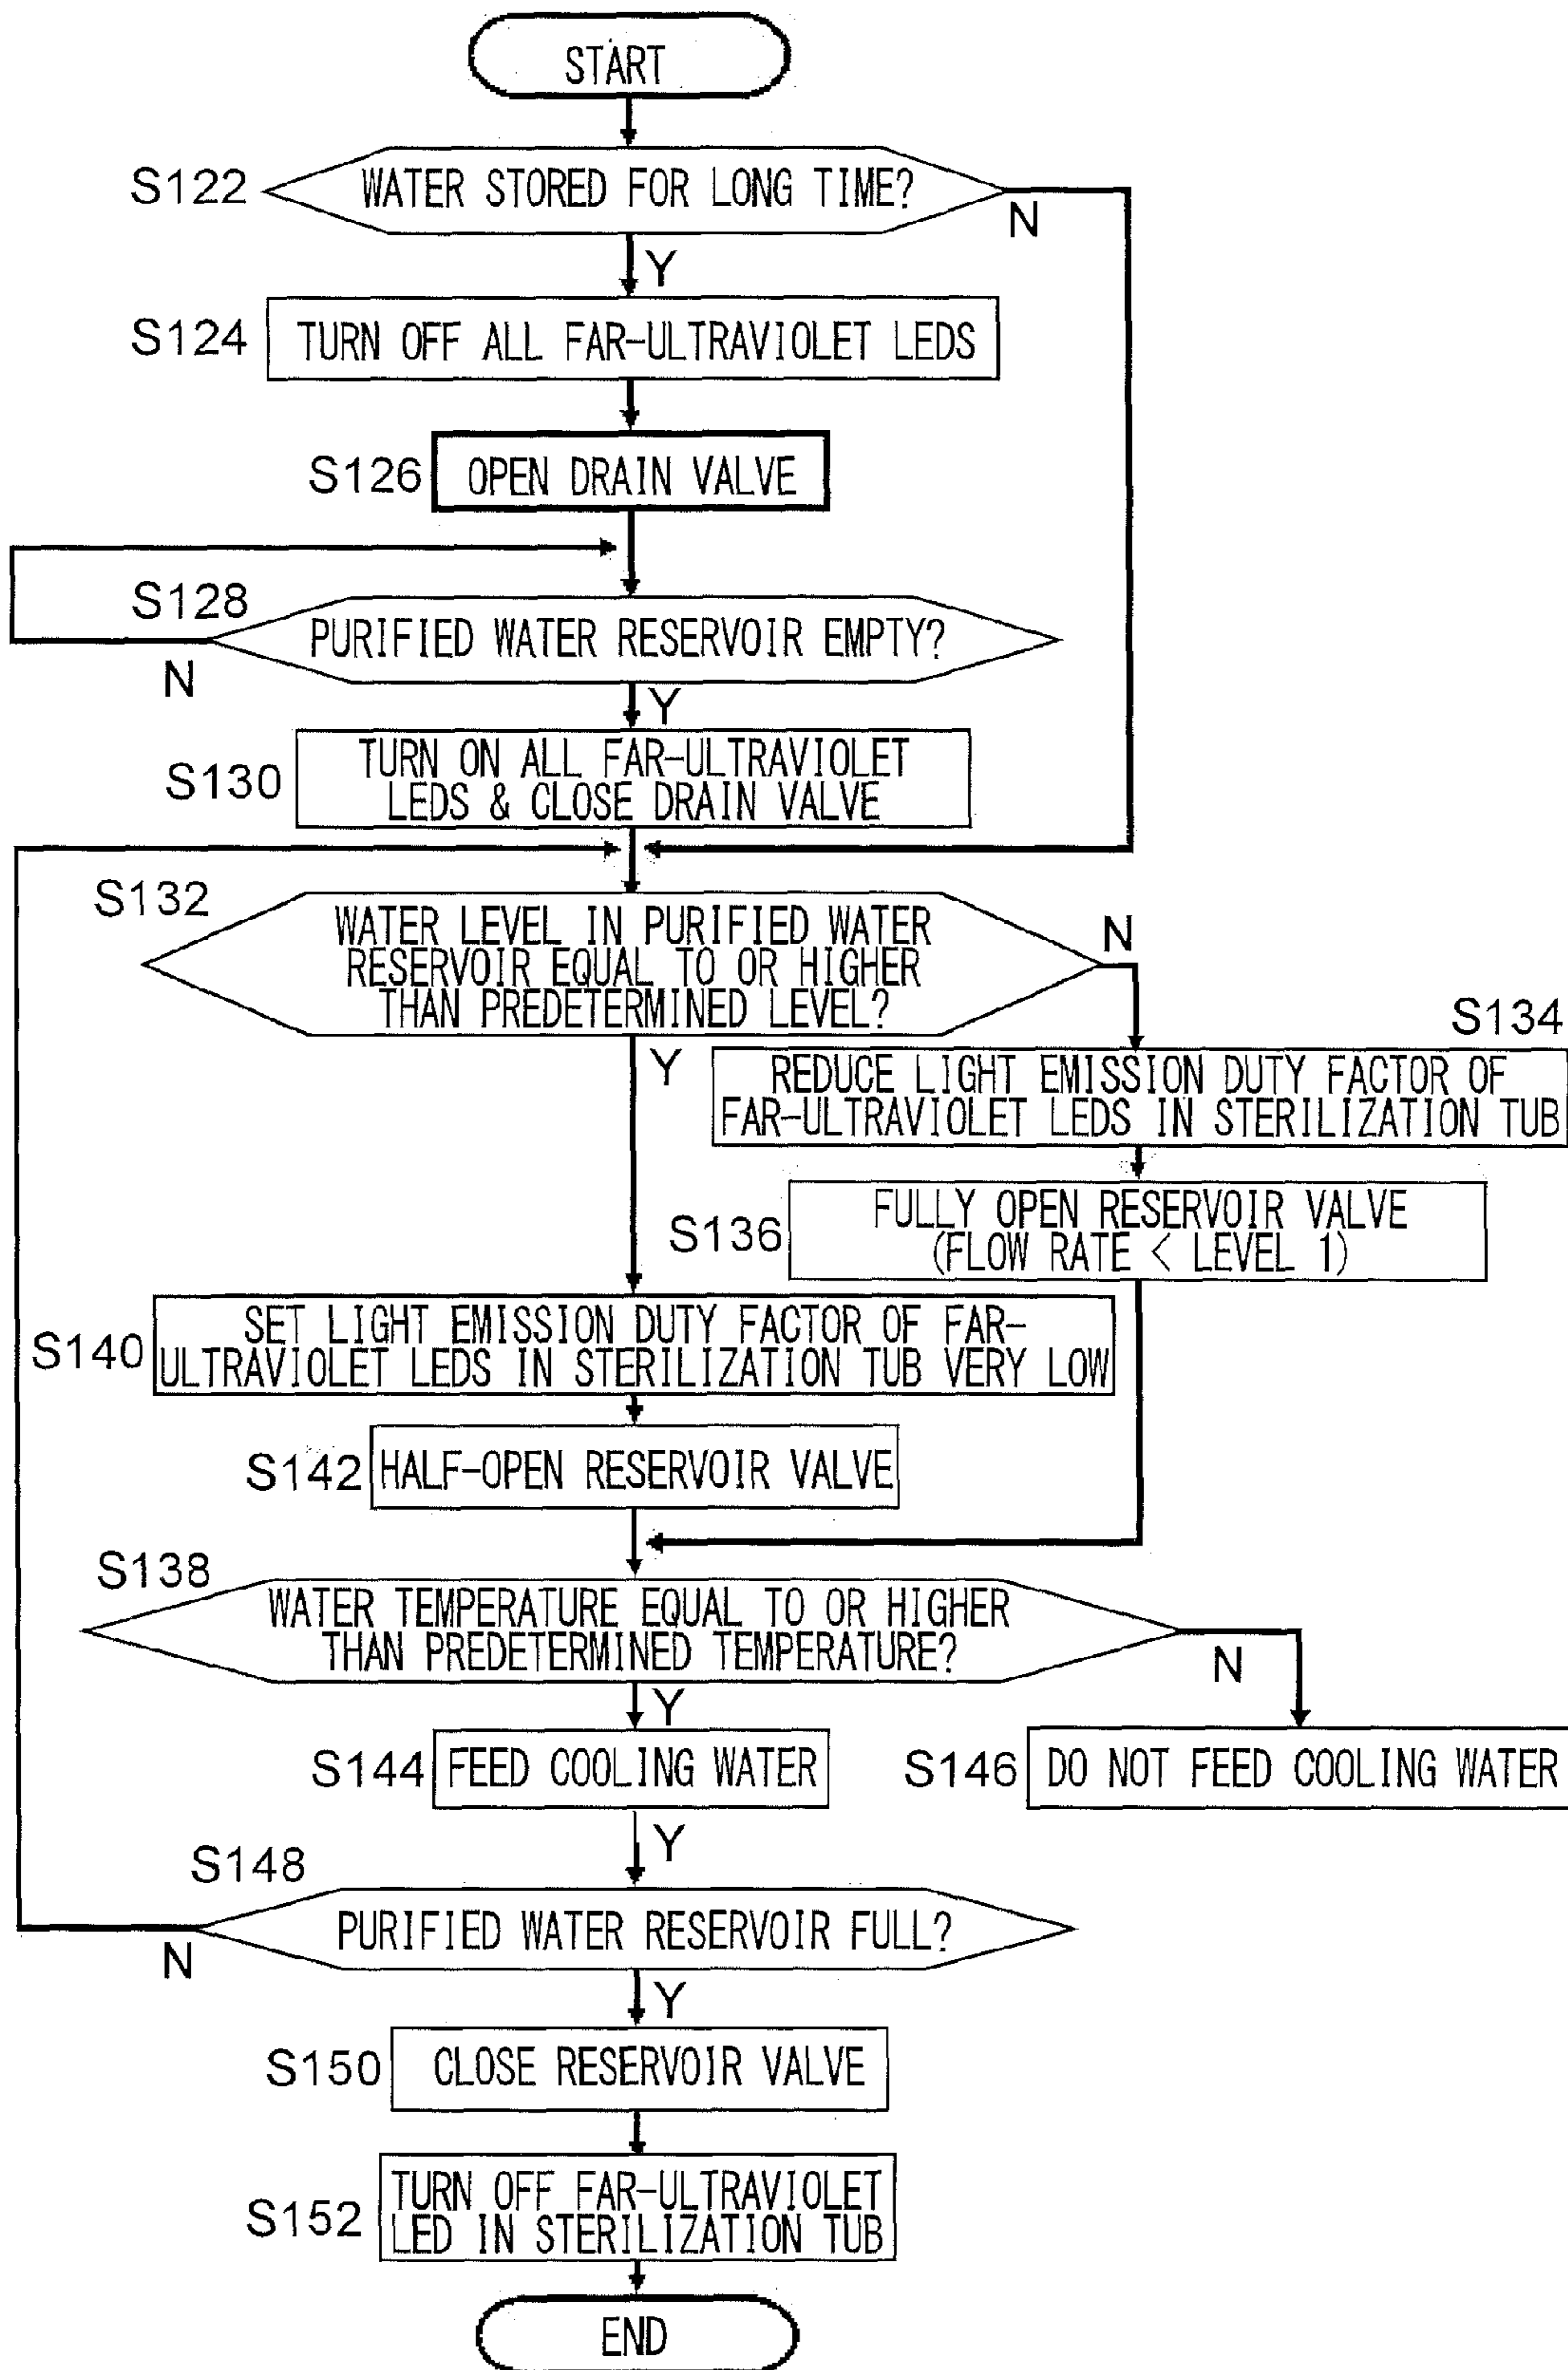 START
S122
WATER STORED FOR LONG TIME?
N
Y
S124
TURN OFF ALL FAR-ULTRAVIOLET LEDS
S126
OPEN DRAIN VALVE
S128
PURIFIED WATER RESERVOIR EMPTY?
N
Y
S130
TURN ON ALL FAR-ULTRAVIOLET
LEDS & CLOSE DRAIN VALVE
S132
WATER LEVEL IN PURIFIED WATER
RESERVOIR EQUAL TO OR HIGHER
THAN PREDETERMINED LEVEL?
N
Y
S134
REDUCE LIGHT EMISSION DUTY FACTOR OF
FAR-ULTRAVIOLET LEDS IN STERILIZATION TUB
S136
FULLY OPEN RESERVOIR VALVE
(FLOW RATE < LEVEL 1)
S140
SET LIGHT EMISSION DUTY FACTOR OF FAR-
ULTRAVIOLET LEDS IN STERILIZATION TUB VERY LOW
S142
HALF-OPEN RESERVOIR VALVE
S138
WATER TEMPERATURE EQUAL TO OR HIGHER
THAN PREDETERMINED TEMPERATURE?
N
Y
S144
FEED COOLING WATER
S146
DO NOT FEED COOLING WATER
Y
S148
PURIFIED WATER RESERVOIR FULL?
N
Y
S150
CLOSE RESERVOIR VALVE
S152
TURN OFF FAR-ULTRAVIOLET
LED IN STERILIZATION TUB
END